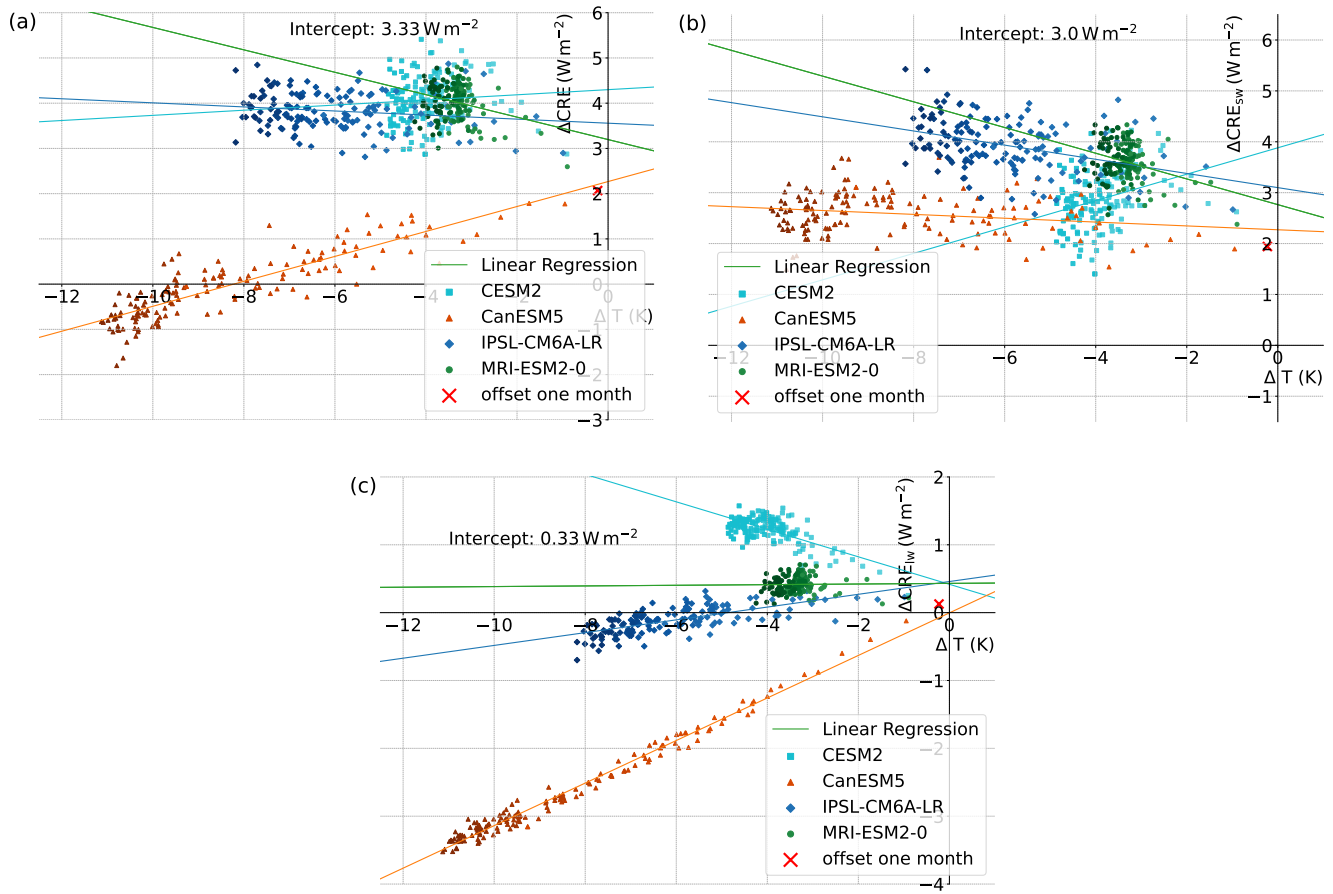 (a)
Intercept: 3.33 W m−2
ΔCRE (W m−2)
6
5
4
3
2
1
0
−1
−2
−3
−12
−10
−8
−6
−4
−2
0
Δ T (K)
Linear Regression
CESM2
CanESM5
IPSL-CM6A-LR
MRI-ESM2-0
offset one month
(b)
Intercept: 3.0 W m−2
ΔCREsw (W m−2)
6
5
4
3
2
1
−1
−12
−10
−8
−6
−4
−2
0
Δ T (K)
Linear Regression
CESM2
CanESM5
IPSL-CM6A-LR
MRI-ESM2-0
offset one month
(c)
Intercept: 0.33 W m−2
ΔCRElw (W m−2)
2
1
0
−1
−2
−3
−4
−12
−10
−8
−6
−4
−2
0
Δ T (K)
Linear Regression
CESM2
CanESM5
IPSL-CM6A-LR
MRI-ESM2-0
offset one month